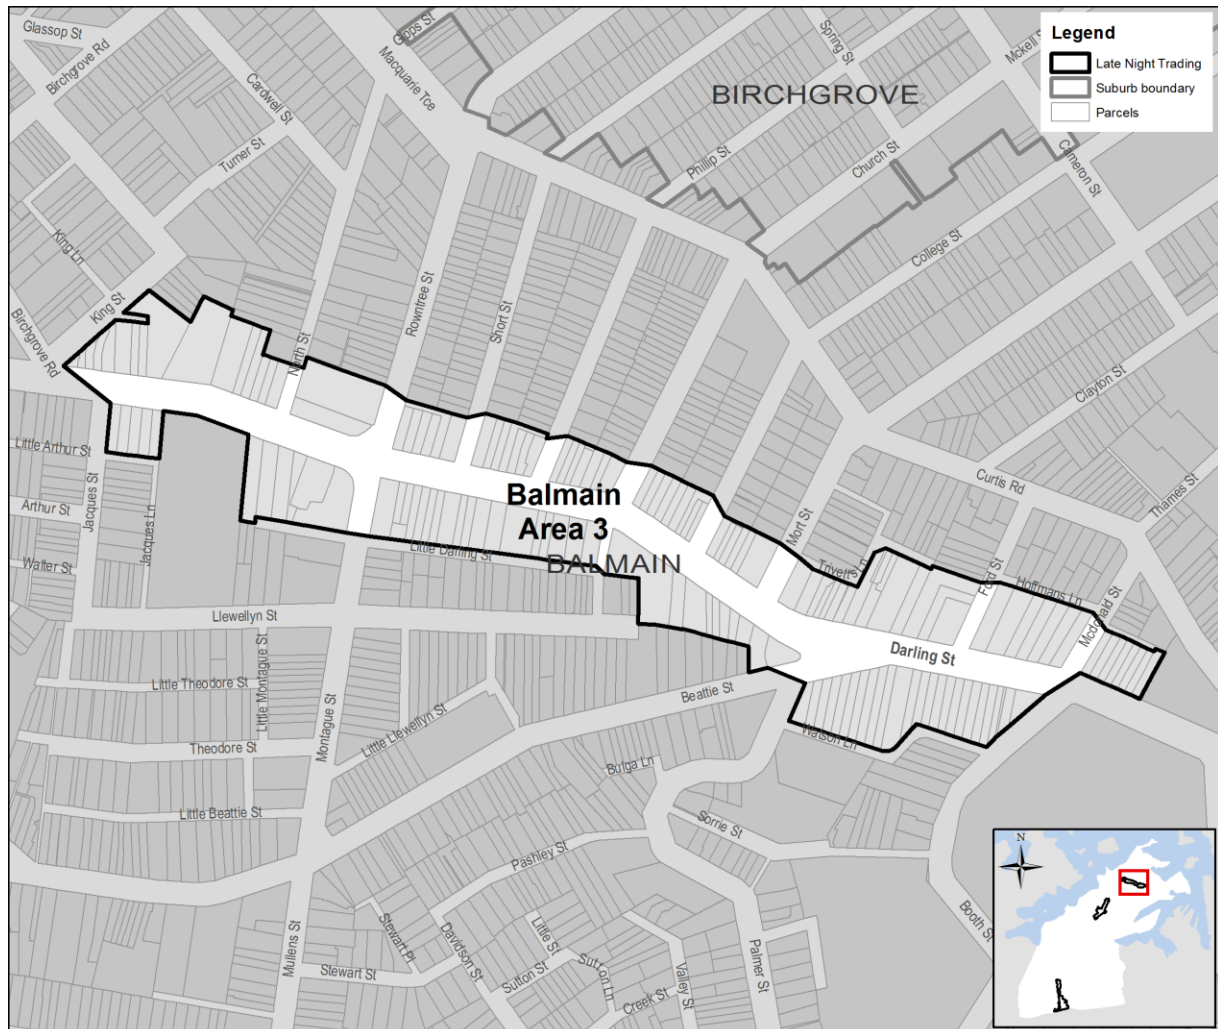 Glassop St
Birchgrove Rd
Cardwell St
Macquarie Tce
Gipps St
Spring St
Mckell S
BIRCHGROVE
Legend
Late Night Trading
Suburb boundary
Parcels
Turner St
Phillip St
Church St
Cameron St
King Ln
College St
King St
Birchgrove Rd
North St
Rowntree St
Short St
Clayton St
Little Arthur St
Jacques St
Arthur St
Jacques Ln
Walter St
Curtis Rd
Thames St
Mort St
Balmain
Area 3
BALMAIN
Little Darling St
Trivetts Ln
Ford St
Hoffmans Ln
Mcdonald St
Llewellyn St
Darling St
Little Montague St
Little Theodore St
Montague St
Beattie St
Little Llewellyn St
Watson Ln
Theodore St
Bulga Ln
Little Beattie St
Sorrie St
Pashley St
N
Booth St
Stewart Pl
Davidson St
Little St
Mullens St
Stewart St
Sutton St
Sutton Ln
Creek St
Valley St
Palmer St